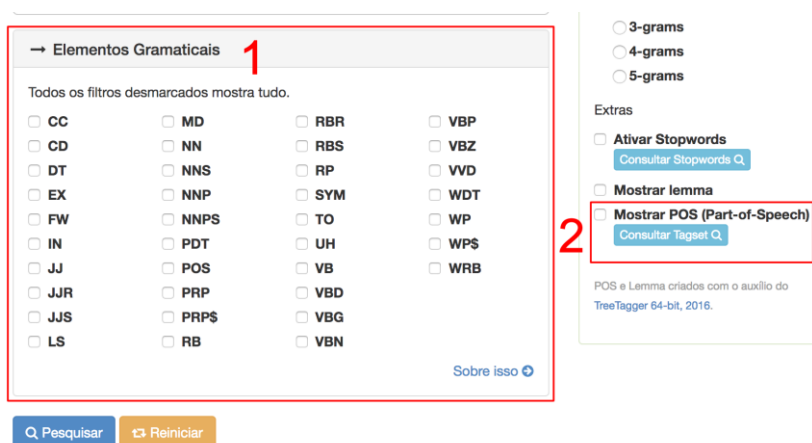 → Elementos Gramaticais
1
Todos os filtros desmarcados mostra tudo.
CC MD RBR VBP
CD NN RBS VBZ
DT NNS RP VVD
EX NNP SYM WDT
FW NNPS TO WP
IN PDT UH WP$
JJ POS VB WRB
JJR PRP VBD
JJS PRP$ VBG
LS RB VBN
Sobre isso
Pesquisar
Reiniciar
3-grams
4-grams
5-grams
Extras
Ativar Stopwords
Consultar Stopwords
Mostrar lemma
2
Mostrar POS (Part-of-Speech)
Consultar Tagset
POS e Lemma criados com o auxílio do
TreeTagger 64-bit, 2016.